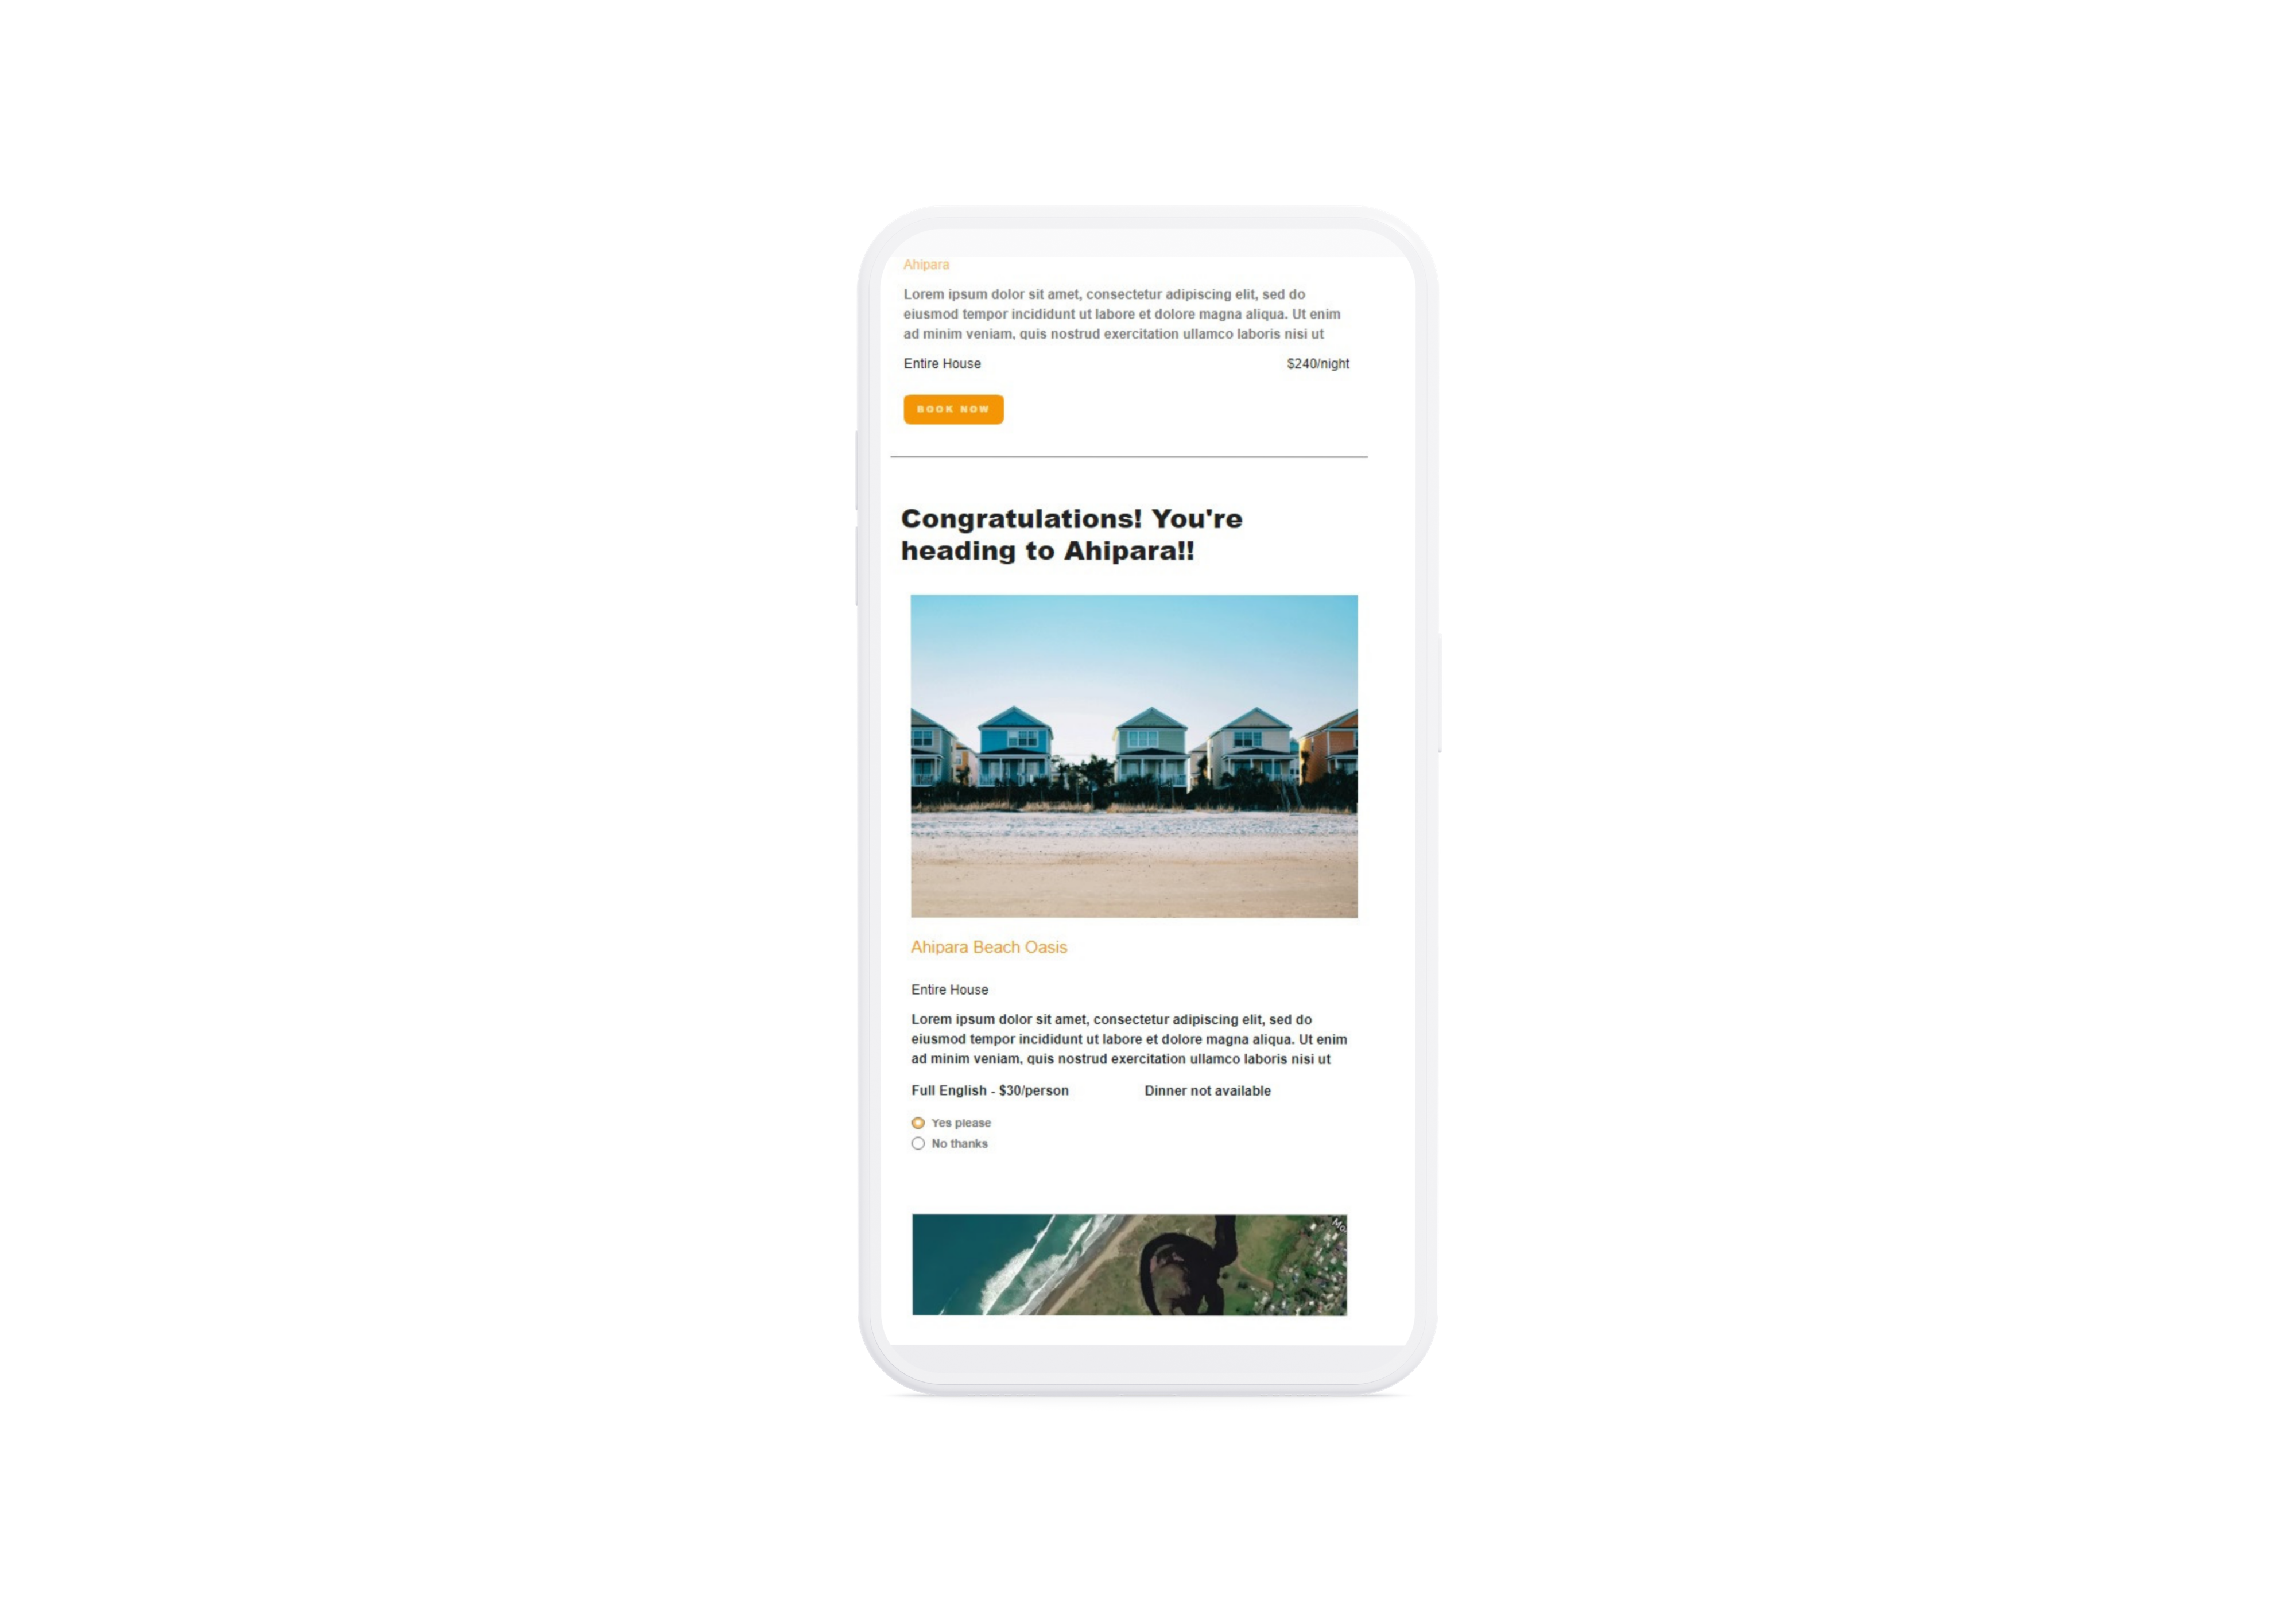 Ahipara
Lorem ipsum dolor sit amet, consectetur adipiscing elit, sed do
eiusmod tempor incididunt ut labore et dolore magna aliqua. Ut enim
ad minim veniam, quis nostrud exercitation ullamco laboris nisi ut
Entire House $240/night
BOOK NOW
Congratulations! You're
heading to Ahipara!!
Ahipara Beach Oasis
Entire House
Lorem ipsum dolor sit amet, consectetur adipiscing elit, sed do
eiusmod tempor incididunt ut labore et dolore magna aliqua. Ut enim
ad minim veniam, quis nostrud exercitation ullamco laboris nisi ut
Full English - $30/person Dinner not available
Yes please
No thanks
Mo